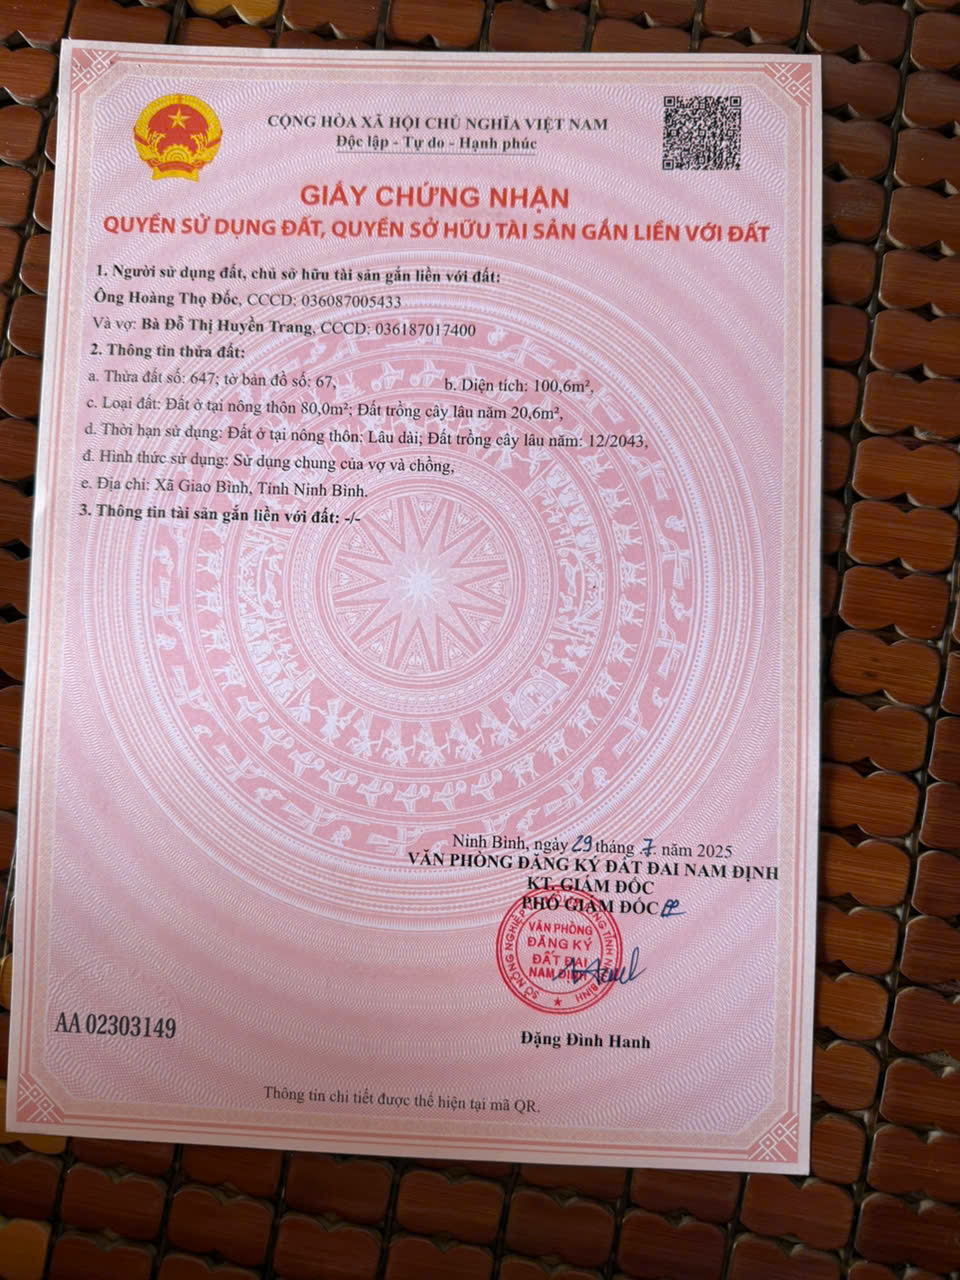 CỘNG HÒA XÃ HỘI CHỦ NGHĨA VIỆT NAM
Độc lập - Tự do - Hạnh phúc
GIẤY CHỨNG NHẬN
QUYỀN SỬ DỤNG ĐẤT, QUYỀN SỞ HỮU TÀI SẢN GẮN LIỀN VỚI ĐẤT
1. Người sử dụng đất, chủ sở hữu tài sản gắn liền với đất:
Ông Hoàng Thọ Đốc, CCCD: 036087005433
Và vợ: Bà Đỗ Thị Huyền Trang, CCCD: 036187017400
2. Thông tin thửa đất:
a. Thửa đất số: 647; tờ bản đồ số: 67, b. Diện tích: 100,6m²,
c. Loại đất: Đất ở tại nông thôn 80,0m²; Đất trồng cây lâu năm 20,6m²,
d. Thời hạn sử dụng: Đất ở tại nông thôn: Lâu dài; Đất trồng cây lâu năm: 12/2043,
đ. Hình thức sử dụng: Sử dụng chung của vợ và chồng,
e. Địa chỉ: Xã Giao Bình, Tỉnh Ninh Bình.
3. Thông tin tài sản gắn liền với đất: -/-
Ninh Bình, ngày 29 tháng 7 năm 2025
VĂN PHÒNG ĐĂNG KÝ ĐẤT ĐAI NAM ĐỊNH
KT. GIÁM ĐỐC
PHÓ GIÁM ĐỐC
VĂN PHÒNG
ĐĂNG KÝ
ĐẤT ĐAI
NAM ĐỊNH
Đặng Đình Hanh
AA 02303149
Thông tin chi tiết được thể hiện tại mã QR.